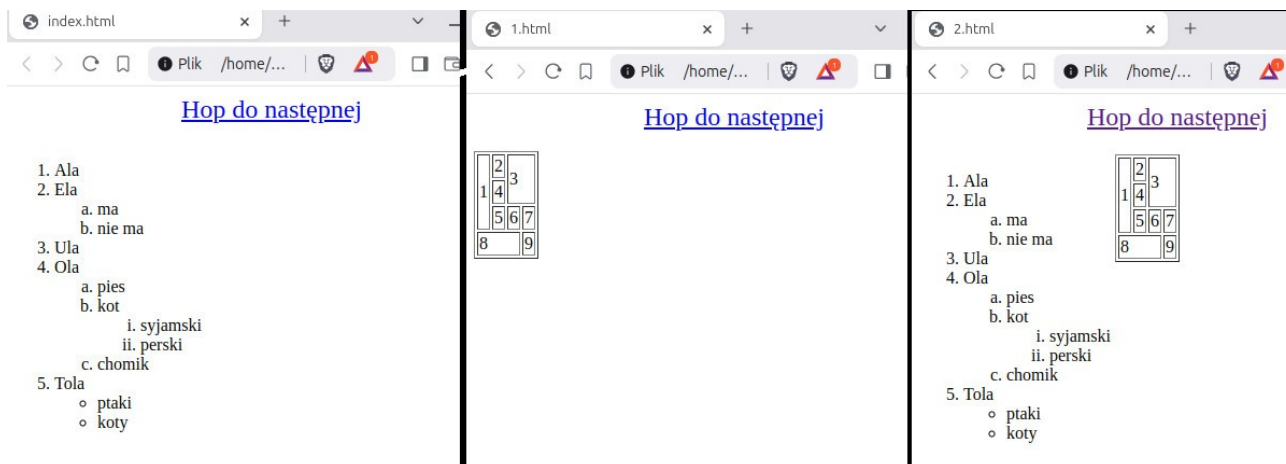 index.html
Plik /home/...
1
Hop do następnej
1. Ala
2. Ela
a. ma
b. nie ma
3. Ula
4. Ola
a. pies
b. kot
i. syjamski
ii. perski
c. chomik
5. Tola
ptaki
koty
1.html
Plik /home/...
1
Hop do następnej
1 2 3
4
5 6 7
8 9
2.html
Plik /home/...
1
Hop do następnej
1. Ala
2. Ela
a. ma
b. nie ma
3. Ula
4. Ola
a. pies
b. kot
i. syjamski
ii. perski
c. chomik
5. Tola
ptaki
koty
1 2 3
4
5 6 7
8 9